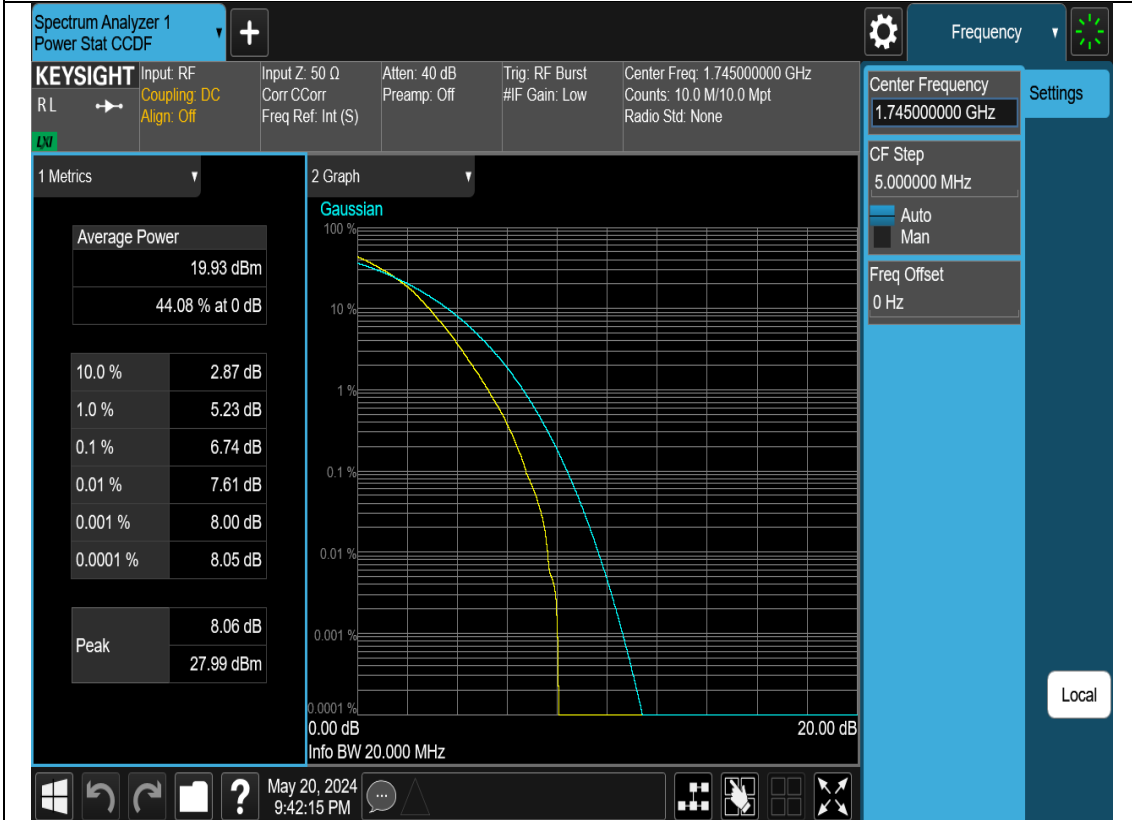 Spectrum Analyzer 1
Power Stat CCDF
+
Frequency
KEYSIGHT
RL
LXI
Input: RF
Coupling: DC
Align: Off
Input Z: 50 Ω
Corr CCorr
Freq Ref: Int (S)
Atten: 40 dB
Preamp: Off
Trig: RF Burst
#IF Gain: Low
Center Freq: 1.745000000 GHz
Counts: 10.0 M/10.0 Mpt
Radio Std: None
Center Frequency
1.745000000 GHz
Settings
CF Step
5.000000 MHz
Auto
Man
Freq Offset
0 Hz
1 Metrics
Average Power
19.93 dBm
44.08 % at 0 dB
10.0 % 2.87 dB
1.0 % 5.23 dB
0.1 % 6.74 dB
0.01 % 7.61 dB
0.001 % 8.00 dB
0.0001 % 8.05 dB
Peak
8.06 dB
27.99 dBm
2 Graph
Gaussian
100 %
10 %
1 %
0.1 %
0.01 %
0.001 %
0.0001 %
0.00 dB 20.00 dB
Info BW 20.000 MHz
Local
?
May 20, 2024
9:42:15 PM